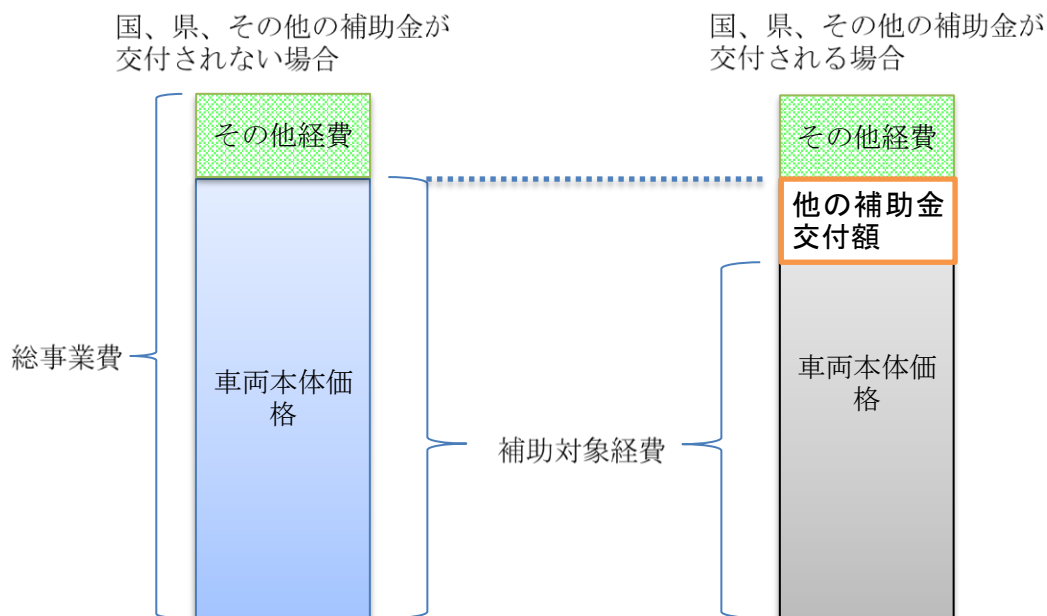 国、県、その他の補助金が
交付されない場合
国、県、その他の補助金が
交付される場合
その他経費
その他経費
他の補助金
交付額
総事業費
車両本体価
格
車両本体価
格
補助対象経費